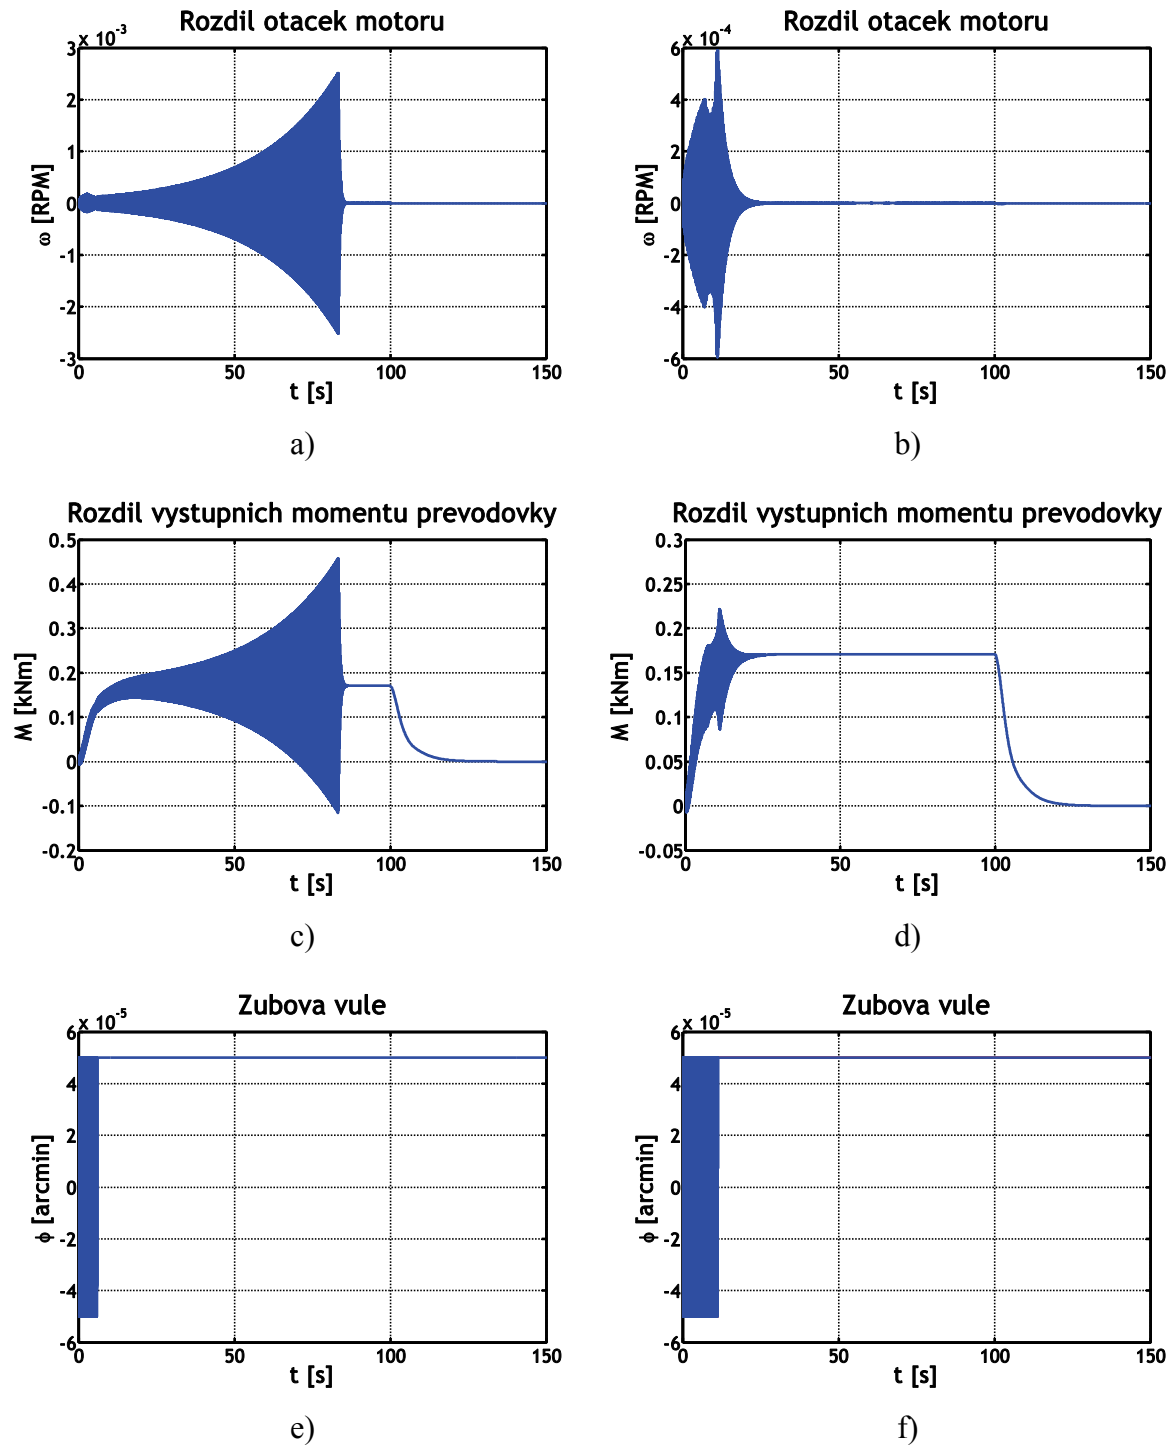 Rozdil otacek motoru
x 10-3
3
2
1
0
-1
-2
-3
ω [RPM]
0 50 100 150
t [s]
a)
Rozdil otacek motoru
x 10-4
6
4
2
0
-2
-4
-6
ω [RPM]
0 50 100 150
t [s]
b)
Rozdil vystupnich momentu prevodovky
0.5
0.4
0.3
0.2
0.1
0
-0.1
-0.2
M [kNm]
0 50 100 150
t [s]
c)
Rozdil vystupnich momentu prevodovky
0.3
0.25
0.2
0.15
0.1
0.05
0
-0.05
M [kNm]
0 50 100 150
t [s]
d)
Zubova vule
x 10-5
6
4
2
0
-2
-4
-6
ϕ [arcmin]
0 50 100 150
t [s]
e)
Zubova vule
x 10-5
6
4
2
0
-2
-4
-6
ϕ [arcmin]
0 50 100 150
t [s]
f)